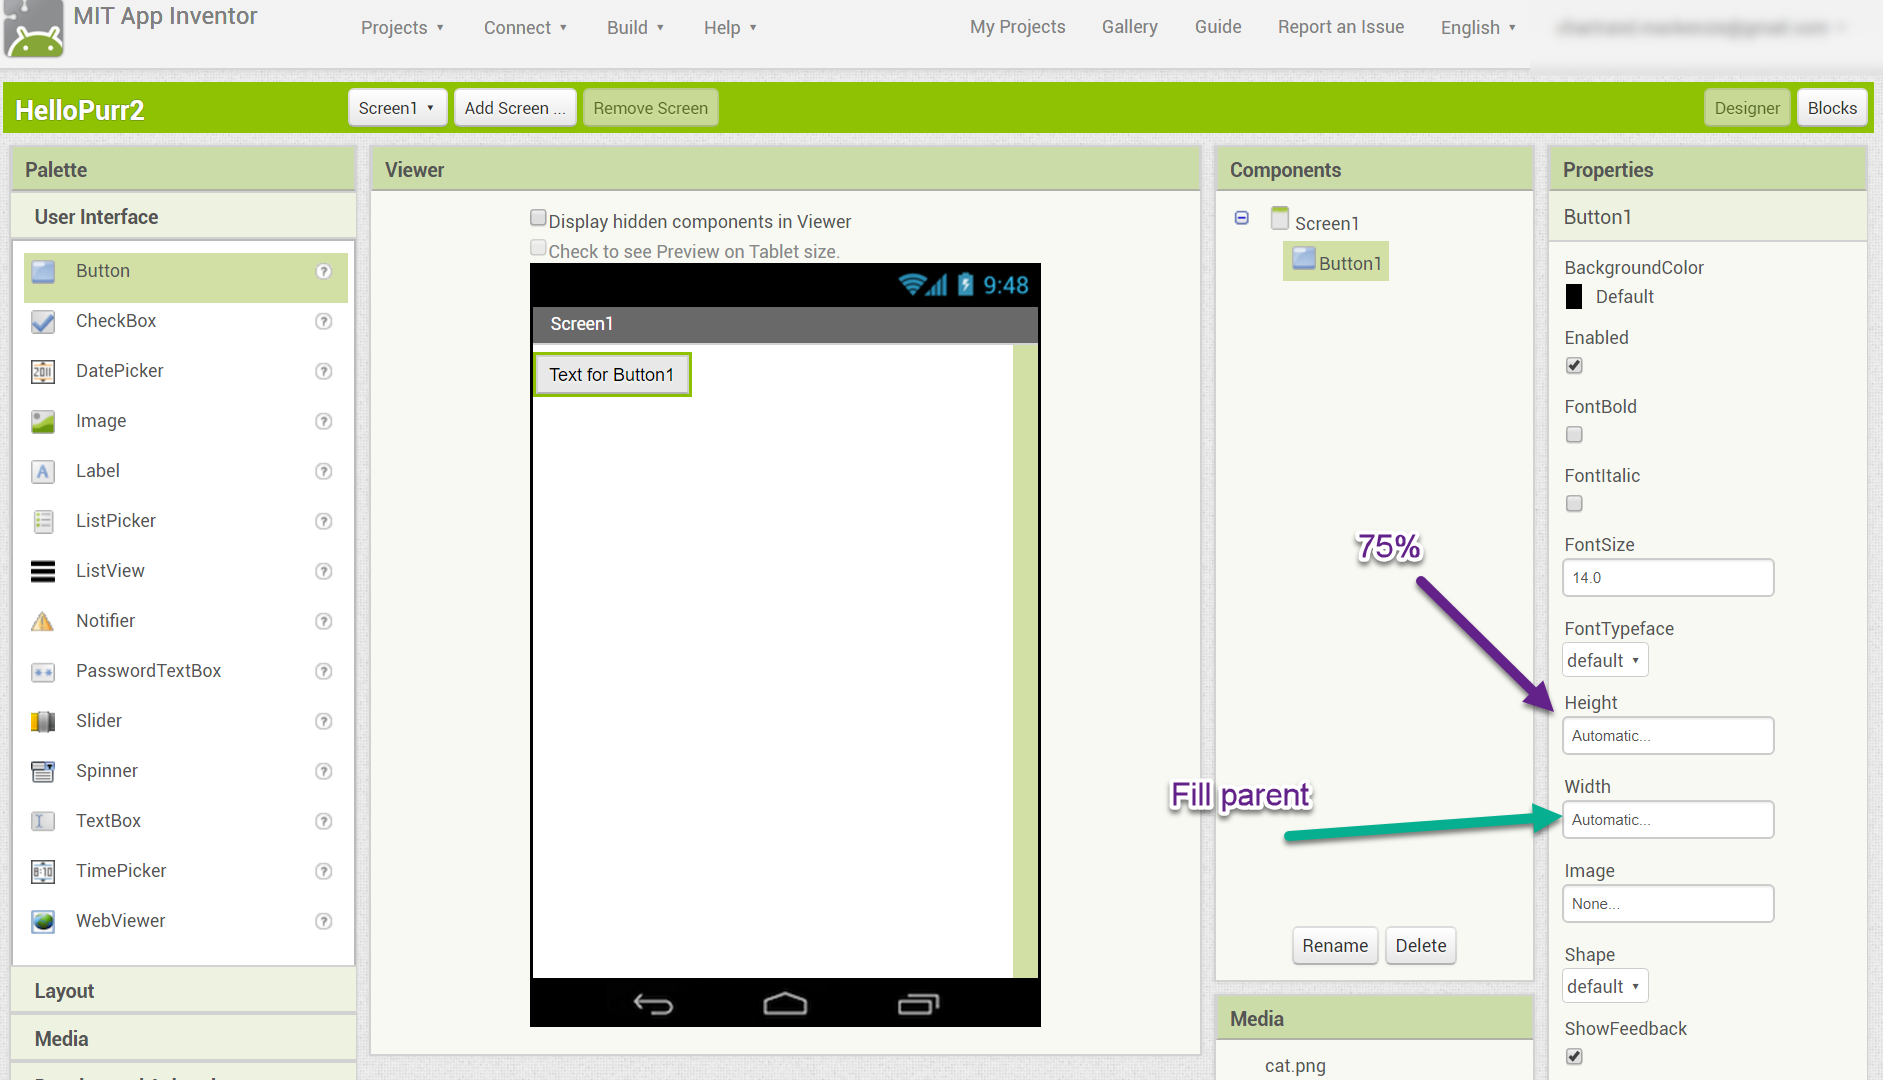 MIT App Inventor
Projects Connect Build Help My Projects Gallery Guide Report an Issue English
HelloPurr2 Screen1 Add Screen ... Remove Screen Designer Blocks
Palette
User Interface
Button
CheckBox
DatePicker
Image
Label
ListPicker
ListView
Notifier
PasswordTextBox
Slider
Spinner
TextBox
TimePicker
WebViewer
Layout
Media
Viewer
Display hidden components in Viewer
Check to see Preview on Tablet size.
9:48
Screen1
Text for Button1
Components
Screen1
Button1
75%
Fill parent
Rename Delete
Media
cat.png
Properties
Button1
BackgroundColor
Default
Enabled
FontBold
FontItalic
FontSize
14.0
FontTypeface
default
Height
Automatic...
Width
Automatic...
Image
None...
Shape
default
ShowFeedback